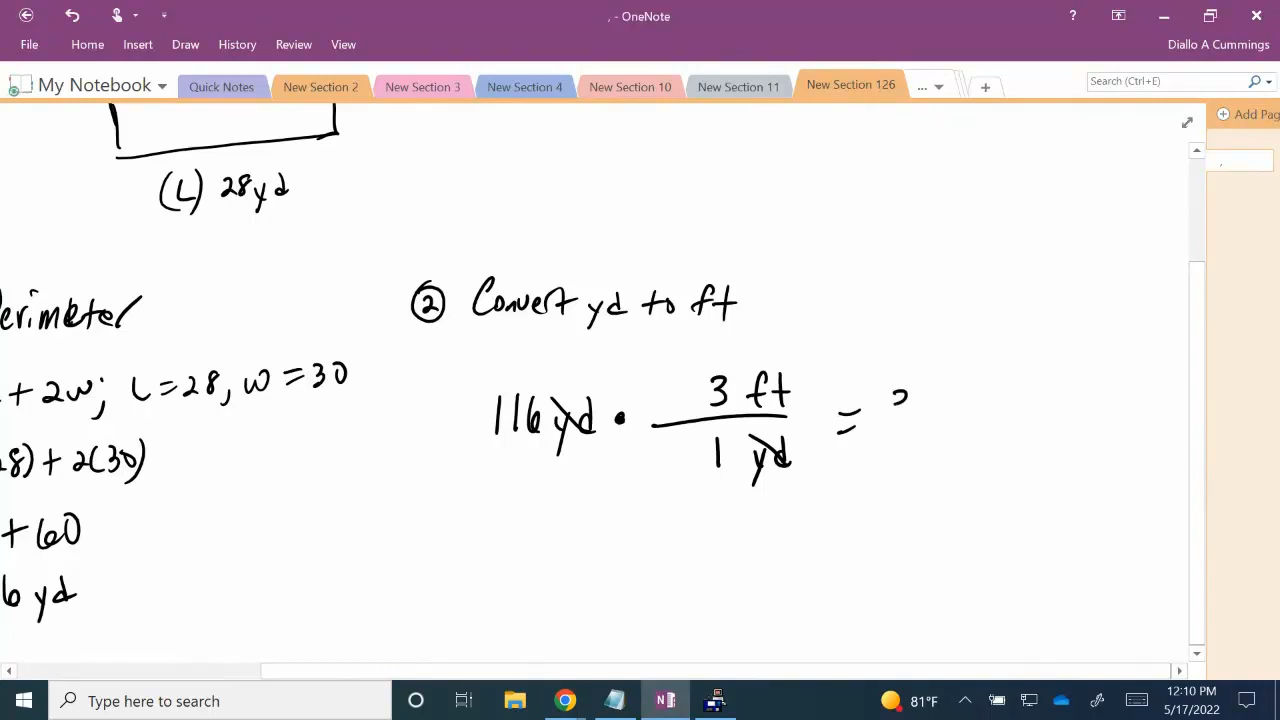 , - OneNote
?
File Home Insert Draw History Review View
Diallo A Cummings
My Notebook Quick Notes New Section 2 New Section 3 New Section 4 New Section 10 New Section 11 New Section 126 ...
Search (Ctrl+E)
Add Pag
,
(L) 28yd
erimeter
+ 2w; L=28, w=30
8) + 2(30)
+ 60
6 yd
② Convert yd to ft
116yd • 3 ft
=
1 yd
Type here to search
81°F
12:10 PM
5/17/2022